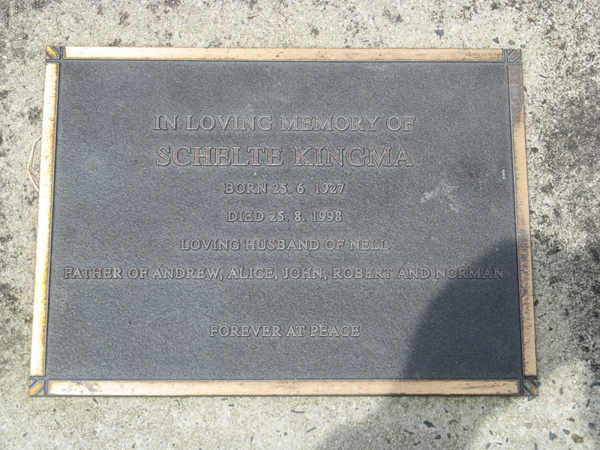 IN LOVING MEMORY OF
SCHELTE KINGMA
BORN 25. 6. 1927
DIED 25. 8. 1998
LOVING HUSBAND OF NELL
FATHER OF ANDREW, ALICE, JOHN, ROBERT AND NORMAN
FOREVER AT PEACE